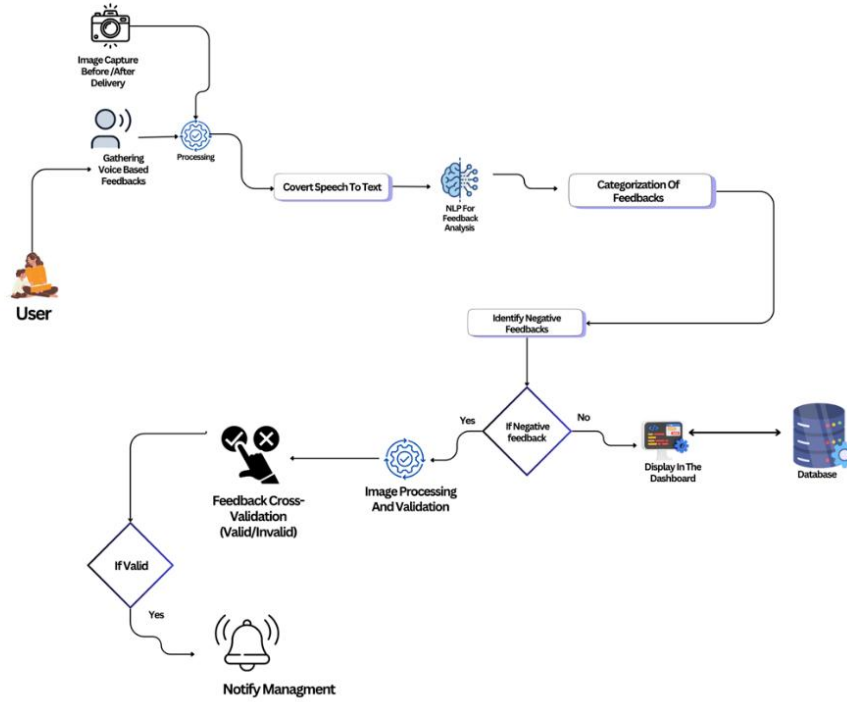 Image Capture
Before /After
Delivery
Gathering
Voice Based
Feedbacks
Processing
Covert Speech To Text
NLP For
Feedback
Analysis
Categorization Of
Feedbacks
User
Identify Negative
Feedbacks
If Negative
feedback
Yes
No
Display In The
Dashboard
Database
Image Processing
And Validation
Feedback Cross-
Validation
(Valid/Invalid)
If Valid
Yes
Notify Managment